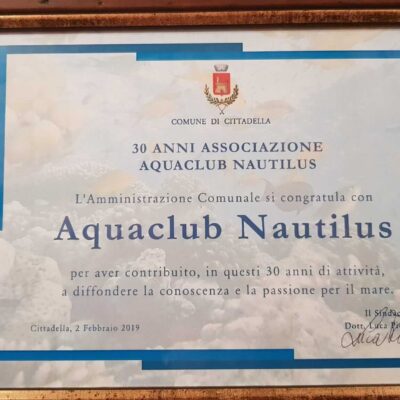 COMUNE DI CITTADELLA
30 ANNI ASSOCIAZIONE
AQUACLUB NAUTILUS
L'Amministrazione Comunale si congratula con
Aquaclub Nautilus
per aver contribuito, in questi 30 anni di attività,
a diffondere la conoscenza e la passione per il mare.
Cittadella, 2 Febbraio 2019
Il
Dott. Luca